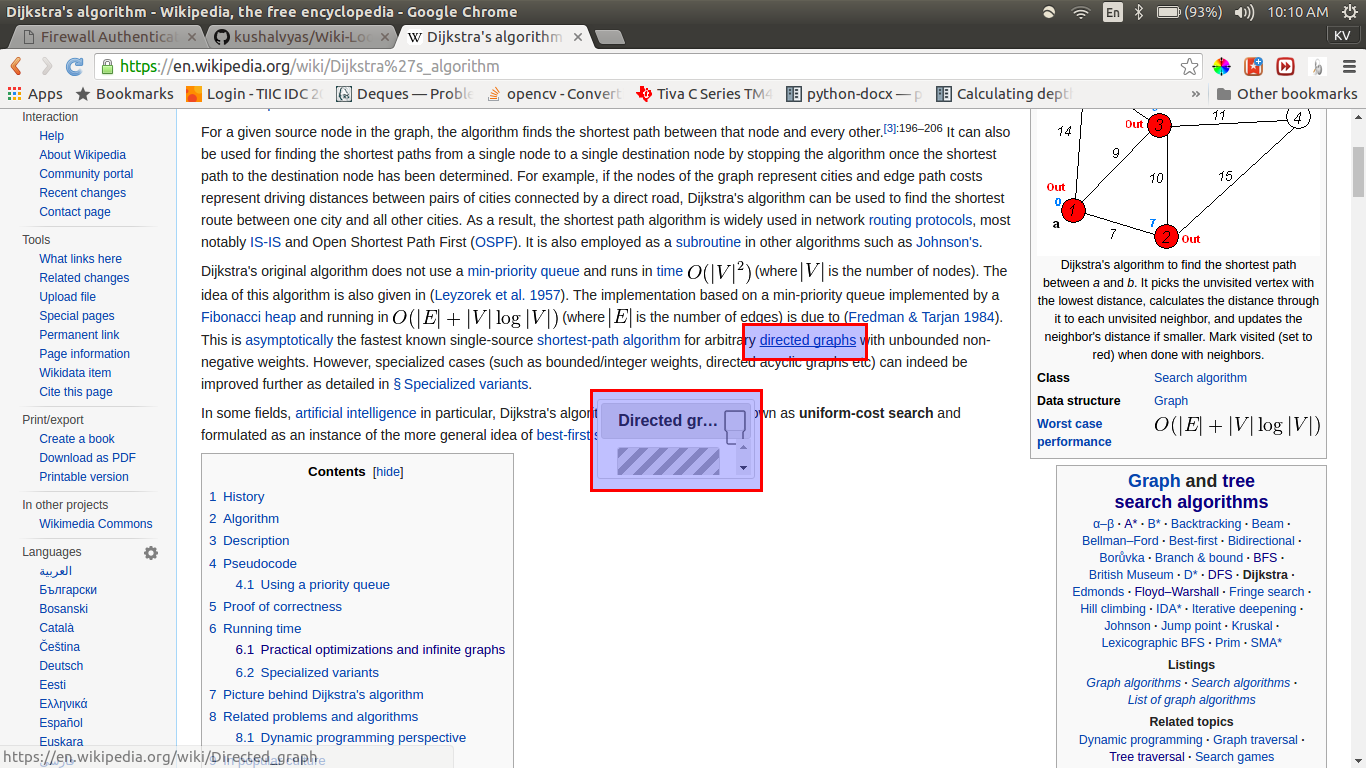 Dijkstra's algorithm - Wikipedia, the free encyclopedia - Google Chrome
En (93%) 10:10 AM
Firewall Authentica
kushalvyas/Wiki-Loo
W Dijkstra's algorithm
KV
https://en.wikipedia.org/wiki/Dijkstra%27s_algorithm
Apps
Bookmarks
Login - TIIC IDC 20
Deques — Proble
opencv - Convert
Tiva C Series TM4
python-docx — p
Calculating dept
»
Other bookmarks
Interaction
Help
About Wikipedia
Community portal
Recent changes
Contact page
Tools
What links here
Related changes
Upload file
Special pages
Permanent link
Page information
Wikidata item
Cite this page
Print/export
Create a book
Download as PDF
Printable version
In other projects
Wikimedia Commons
Languages
العربية
Български
Bosanski
Català
Čeština
Deutsch
Eesti
Ελληνικά
Español
Euskara
For a given source node in the graph, the algorithm finds the shortest path between that node and every other.[3]:196–206 It can also
be used for finding the shortest paths from a single node to a single destination node by stopping the algorithm once the shortest
path to the destination node has been determined. For example, if the nodes of the graph represent cities and edge path costs
represent driving distances between pairs of cities connected by a direct road, Dijkstra's algorithm can be used to find the shortest
route between one city and all other cities. As a result, the shortest path algorithm is widely used in network routing protocols, most
notably IS-IS and Open Shortest Path First (OSPF). It is also employed as a subroutine in other algorithms such as Johnson's.
Dijkstra's original algorithm does not use a min-priority queue and runs in time O(|V|²) (where |V| is the number of nodes). The
idea of this algorithm is also given in (Leyzorek et al. 1957). The implementation based on a min-priority queue implemented by a
Fibonacci heap and running in O(|E| + |V| log |V|) (where |E| is the number of edges) is due to (Fredman & Tarjan 1984).
This is asymptotically the fastest known single-source shortest-path algorithm for arbitrary directed graphs with unbounded non-
negative weights. However, specialized cases (such as bounded/integer weights, directed acyclic graphs etc) can indeed be
improved further as detailed in § Specialized variants.
In some fields, artificial intelligence in particular, Dijkstra's algorit own as uniform-cost search and
formulated as an instance of the more general idea of best-first s
Directed gr...
Contents [hide]
1 History
2 Algorithm
3 Description
4 Pseudocode
4.1 Using a priority queue
5 Proof of correctness
6 Running time
6.1 Practical optimizations and infinite graphs
6.2 Specialized variants
7 Picture behind Dijkstra's algorithm
8 Related problems and algorithms
8.1 Dynamic programming perspective
9 In popular culture
https://en.wikipedia.org/wiki/Directed_graph
14
Out
3
11
4
9
10
15
Out
0
1
a
7
7
2
Out
Dijkstra's algorithm to find the shortest path
between a and b. It picks the unvisited vertex with
the lowest distance, calculates the distance through
it to each unvisited neighbor, and updates the
neighbor's distance if smaller. Mark visited (set to
red) when done with neighbors.
Class Search algorithm
Data structure Graph
Worst case performance O(|E| + |V| log |V|)
Graph and tree
search algorithms
α–β · A* · B* · Backtracking · Beam ·
Bellman–Ford · Best-first · Bidirectional ·
Borůvka · Branch & bound · BFS ·
British Museum · D* · DFS · Dijkstra ·
Edmonds · Floyd–Warshall · Fringe search ·
Hill climbing · IDA* · Iterative deepening ·
Johnson · Jump point · Kruskal ·
Lexicographic BFS · Prim · SMA*
Listings
Graph algorithms · Search algorithms ·
List of graph algorithms
Related topics
Dynamic programming · Graph traversal ·
Tree traversal · Search games